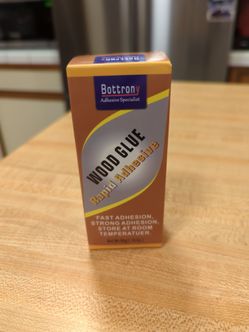 Bottrony
Adhesive Specialist
WOOD GLUE
Rapid Adhesive
FAST ADHESION,
STRONG ADHESION,
STORE AT ROOM
TEMPERATUER.